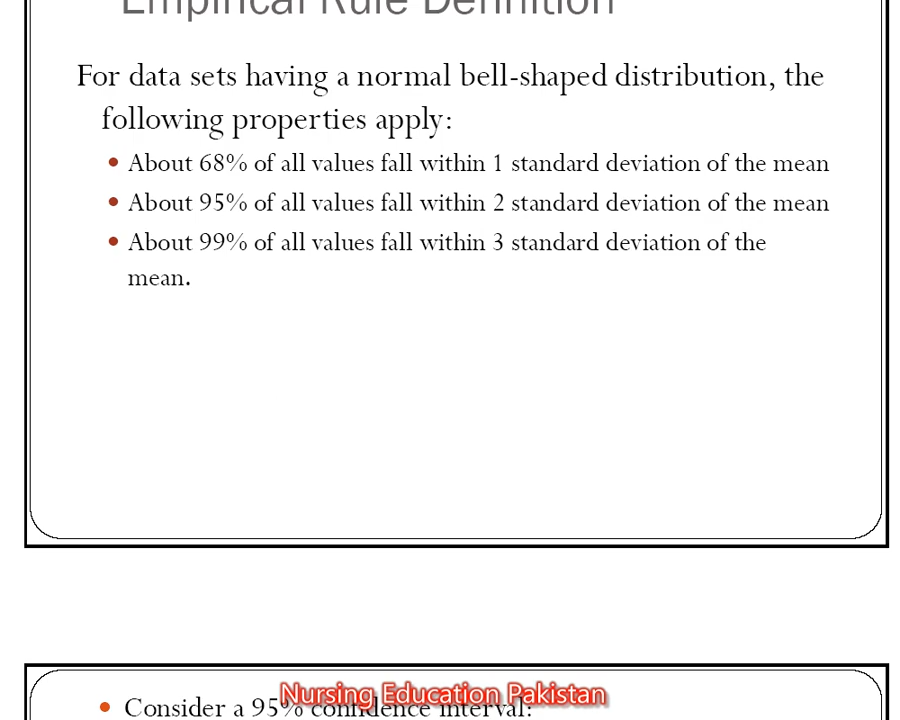 Empirical Rule Definition
For data sets having a normal bell-shaped distribution, the
following properties apply:
• About 68% of all values fall within 1 standard deviation of the mean
• About 95% of all values fall within 2 standard deviation of the mean
• About 99% of all values fall within 3 standard deviation of the
mean.
Nursing Education Pakistan
• Consider a 95% confidence interval: